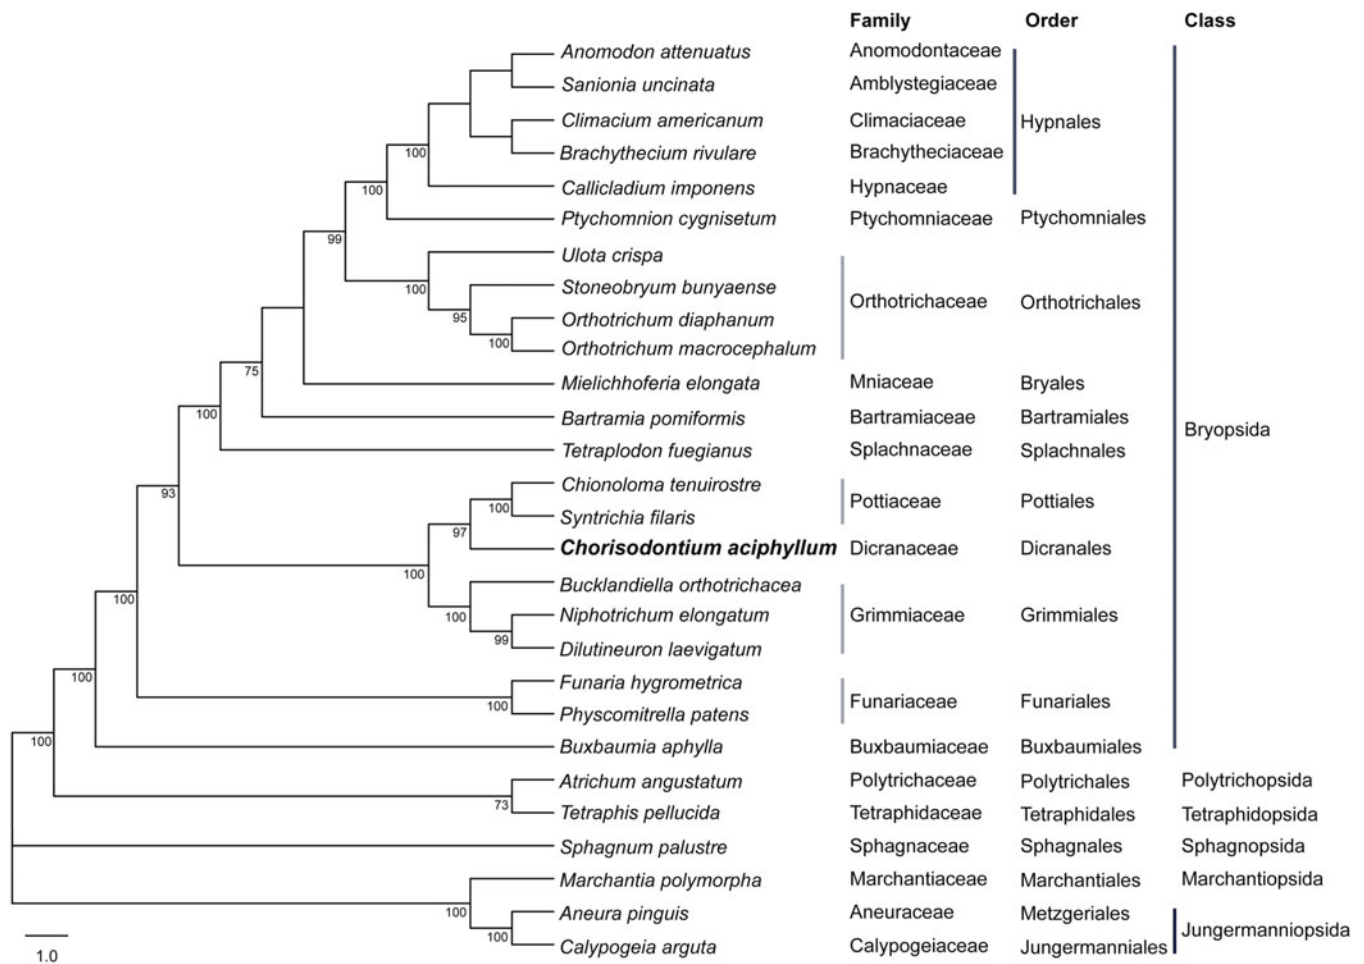 Family Order Class
Anomodon attenuatus Anomodontaceae
Sanionia uncinata Amblystegiaceae
Climacium americanum Climaciaceae Hypnales
Brachythecium rivulare Brachytheciaceae
100
Callicladium imponens Hypnaceae
100
Ptychomnion cygnisetum Ptychomniaceae Ptychomniales
99
Ulota crispa
Stoneobryum bunyaense
100
Orthotrichaceae Orthotrichales
Orthotrichum diaphanum
95
100
Orthotrichum macrocephalum
75
Mielichhoferia elongata Mniaceae Bryales
100
Bartramia pomiformis Bartramiaceae Bartramiales
Bryopsida
Tetraplodon fuegianus Splachnaceae Splachnales
Chionoloma tenuirostre
93
Pottiaceae Pottiales
100
Syntrichia filaris
97
Chorisodontium aciphyllum Dicranaceae Dicranales
100
Bucklandiella orthotrichacea
100
Niphotrichum elongatum Grimmiaceae Grimmiales
100
99
Dilutineuron laevigatum
100
Funaria hygrometrica
Funariaceae Funariales
100
Physcomitrella patens
100
Buxbaumia aphylla Buxbaumiaceae Buxbaumiales
Atrichum angustatum Polytrichaceae Polytrichales Polytrichopsida
73
Tetraphis pellucida Tetraphidaceae Tetraphidales Tetraphidopsida
Sphagnum palustre Sphagnaceae Sphagnales Sphagnopsida
Marchantia polymorpha Marchantiaceae Marchantiales Marchantiopsida
100
Aneura pinguis Aneuraceae Metzgeriales
Jungermanniopsida
100
Calypogeia arguta Calypogeiaceae Jungermanniales
1.0